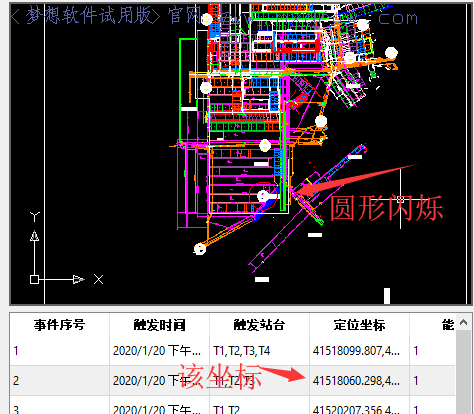 <梦想软件试用版> 官网
圆形闪烁
Y
X
事件序号 触发时间 触发站台 定位坐标 能
1 2020/1/20 下午... T1,T2,T3,T4 41518099.807,4... 1
该坐标
2 2020/1/20 下午... T1,T2,T3 41518060.298,4... 1
3 2020/1/20 下午... T1,T2 41520207.356,4... 1